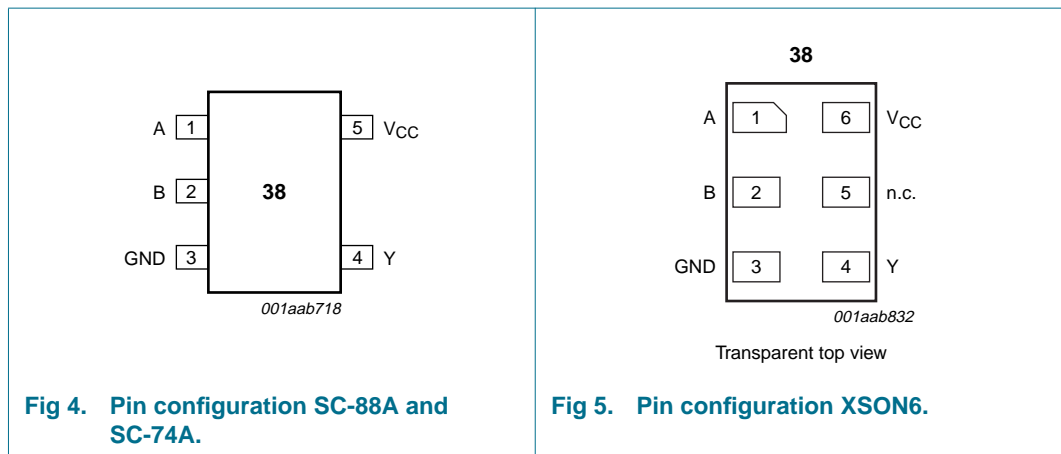 A 1 5 VCC
B 2 38
GND 3 4 Y
001aab718
Fig 4. Pin configuration SC-88A and
SC-74A.
38
A 1 6 VCC
B 2 5 n.c.
GND 3 4 Y
001aab832
Transparent top view
Fig 5. Pin configuration XSON6.